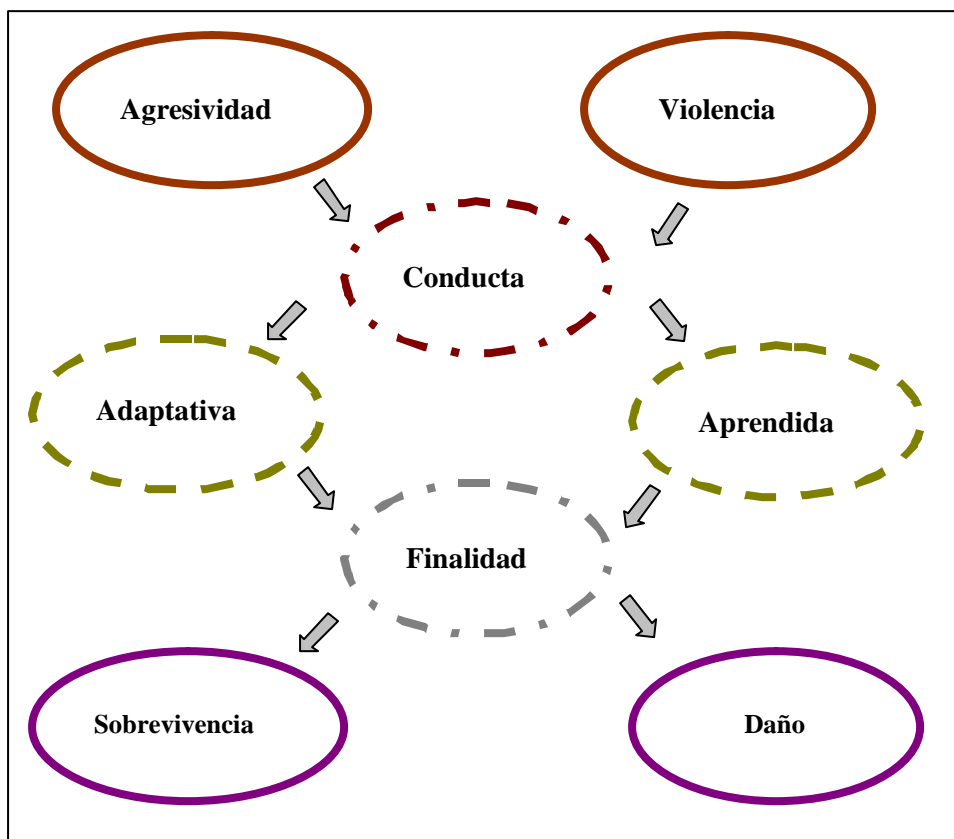 Agresividad
Violencia
Conducta
Adaptativa
Aprendida
Finalidad
Sobrevivencia
Daño